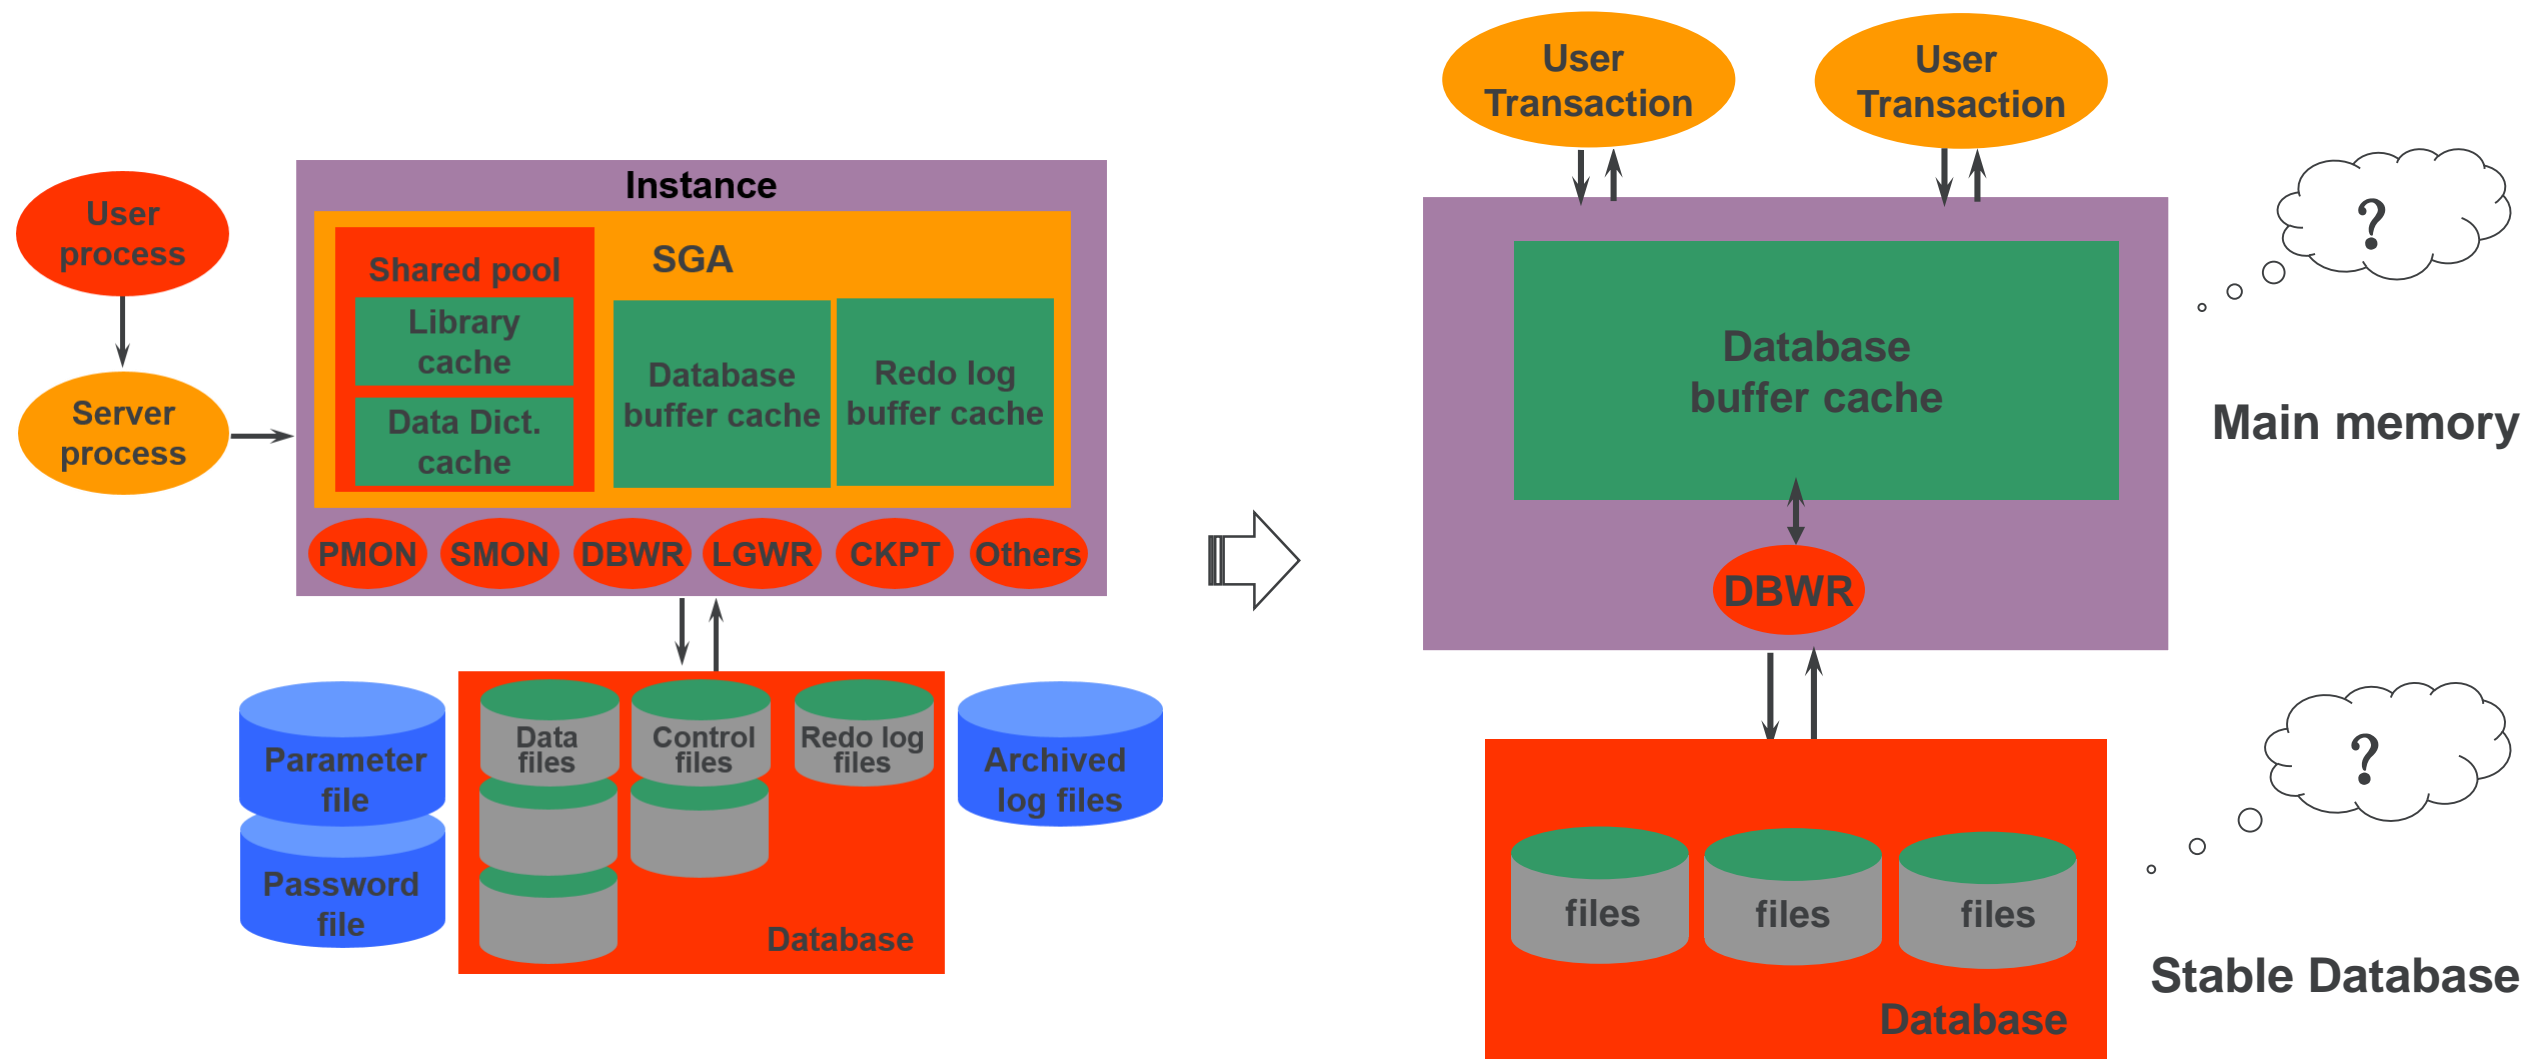 User
process
Server
process
Instance
SGA
Shared pool
Library
cache
Data Dict.
cache
Database
buffer cache
Redo log
buffer cache
PMON
SMON
DBWR
LGWR
CKPT
Others
Parameter
file
Password
file
Data
files
Control
files
Redo log
files
Database
Archived
log files
User
Transaction
User
Transaction
Database
buffer cache
DBWR
?
Main memory
files
files
files
Database
?
Stable Database